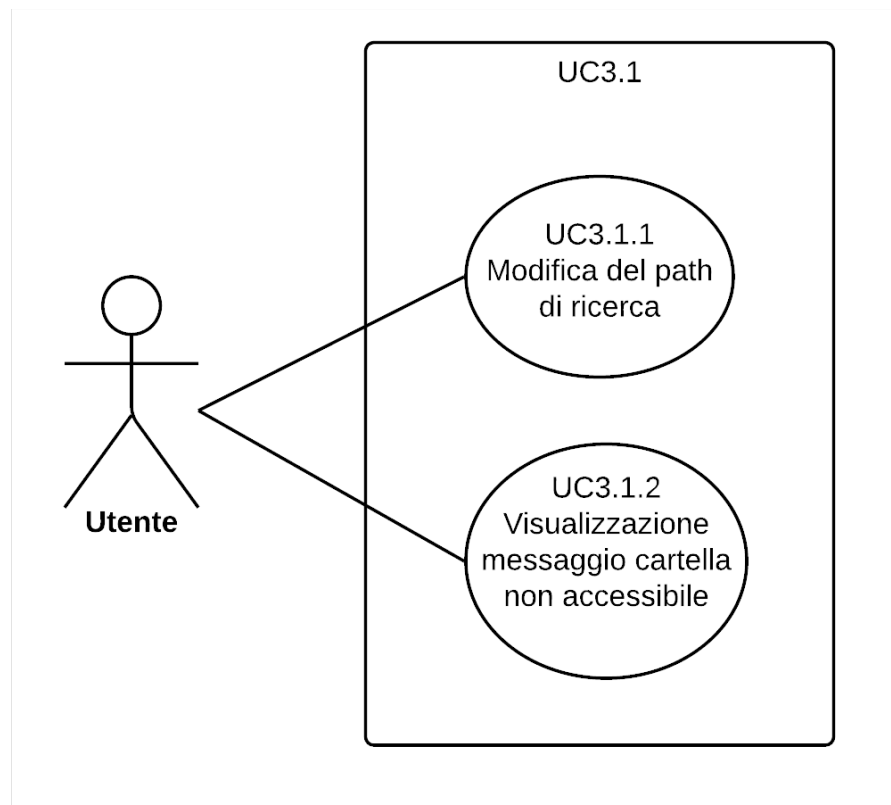 UC3.1
UC3.1.1
Modifica del path
di ricerca
UC3.1.2
Visualizzazione
messaggio cartella
non accessibile
Utente